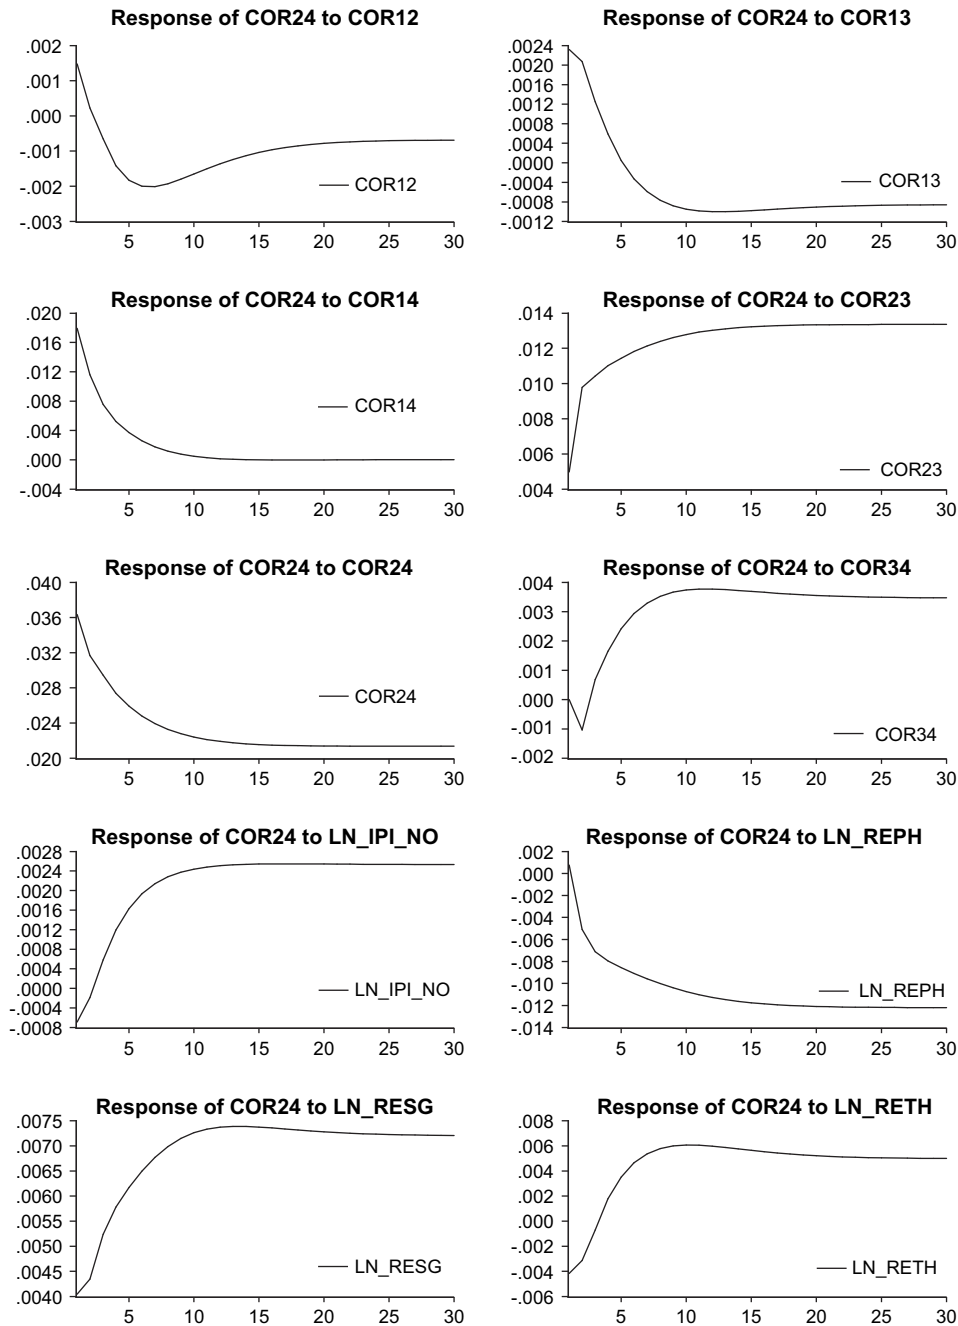 Response of COR24 to COR12
.002
.001
.000
-.001
-.002
-.003
COR12
5 10 15 20 25 30
Response of COR24 to COR13
.0024
.0020
.0016
.0012
.0008
.0004
.0000
-.0004
-.0008
-.0012
COR13
5 10 15 20 25 30
Response of COR24 to COR14
.020
.016
.012
.008
.004
.000
-.004
COR14
5 10 15 20 25 30
Response of COR24 to COR23
.014
.012
.010
.008
.006
.004
COR23
5 10 15 20 25 30
Response of COR24 to COR24
.040
.036
.032
.028
.024
.020
COR24
5 10 15 20 25 30
Response of COR24 to COR34
.004
.003
.002
.001
.000
-.001
-.002
COR34
5 10 15 20 25 30
Response of COR24 to LN_IPI_NO
.0028
.0024
.0020
.0016
.0012
.0008
.0004
.0000
-.0004
-.0008
LN_IPI_NO
5 10 15 20 25 30
Response of COR24 to LN_REPH
.002
.000
-.002
-.004
-.006
-.008
-.010
-.012
-.014
LN_REPH
5 10 15 20 25 30
Response of COR24 to LN_RESG
.0075
.0070
.0065
.0060
.0055
.0050
.0045
.0040
LN_RESG
5 10 15 20 25 30
Response of COR24 to LN_RETH
.008
.006
.004
.002
.000
-.002
-.004
-.006
LN_RETH
5 10 15 20 25 30